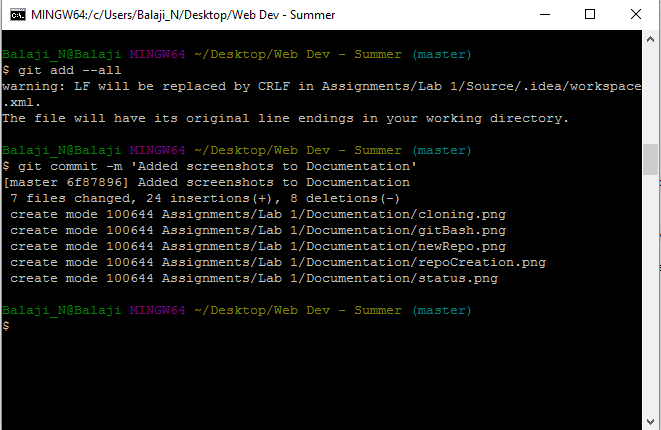 MINGW64:/c/Users/Balaji_N/Desktop/Web Dev - Summer
Balaji_N@Balaji MINGW64 ~/Desktop/Web Dev - Summer (master)
$ git add --all
warning: LF will be replaced by CRLF in Assignments/Lab 1/Source/.idea/workspace
.xml.
The file will have its original line endings in your working directory.
Balaji_N@Balaji MINGW64 ~/Desktop/Web Dev - Summer (master)
$ git commit -m 'Added screenshots to Documentation'
[master 6f87896] Added screenshots to Documentation
7 files changed, 24 insertions(+), 8 deletions(-)
create mode 100644 Assignments/Lab 1/Documentation/cloning.png
create mode 100644 Assignments/Lab 1/Documentation/gitBash.png
create mode 100644 Assignments/Lab 1/Documentation/newRepo.png
create mode 100644 Assignments/Lab 1/Documentation/repoCreation.png
create mode 100644 Assignments/Lab 1/Documentation/status.png
Balaji_N@Balaji MINGW64 ~/Desktop/Web Dev - Summer (master)
$